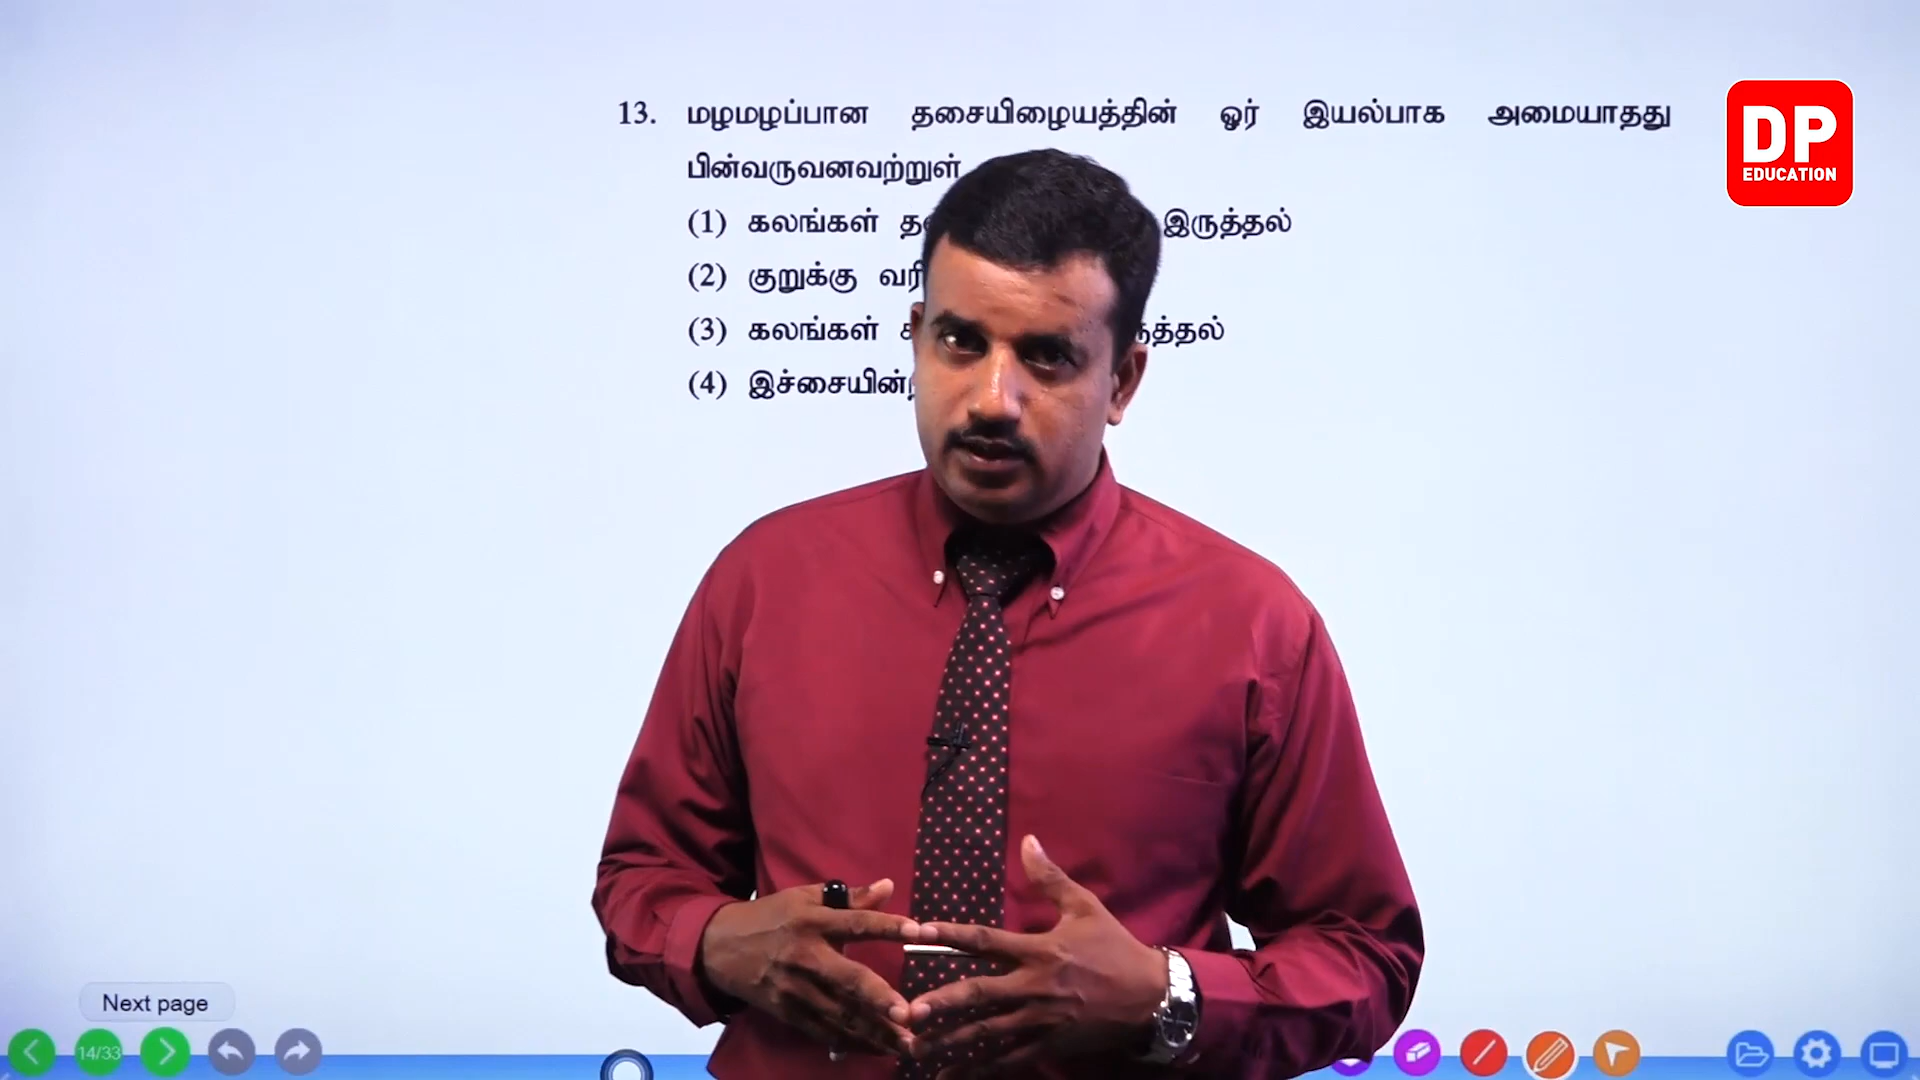 13. மழமழப்பான தசையிழையத்தின் ஓர் இயல்பாக அமையாதது
பின்வருவனவற்றுள்
(1) கலங்கள் இருத்தல்
(2) குறுக்கு
(3) கலங்கள்
(4)
DP
EDUCATION
Next page
14/33